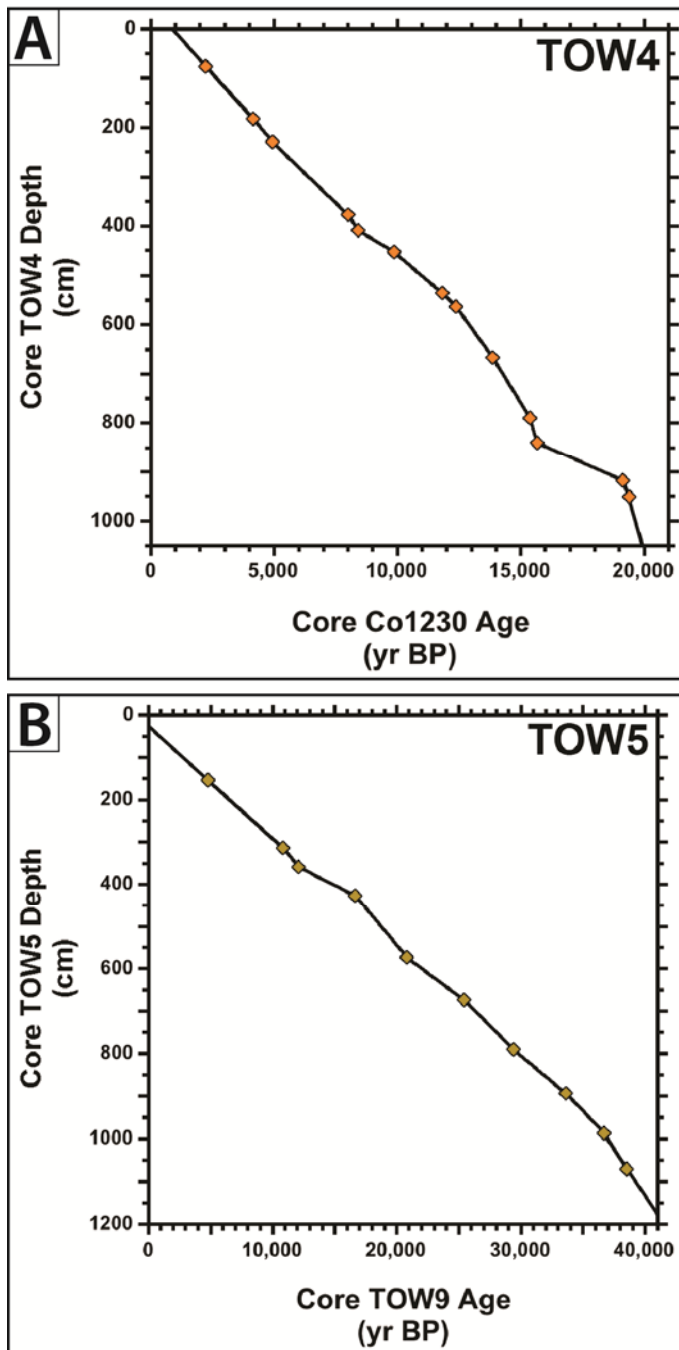 A
TOW4
0
200
400
600
800
1000
Core TOW4 Depth
(cm)
0 5,000 10,000 15,000 20,000
Core Co1230 Age
(yr BP)
B
TOW5
0
200
400
600
800
1000
1200
Core TOW5 Depth
(cm)
0 10,000 20,000 30,000 40,000
Core TOW9 Age
(yr BP)